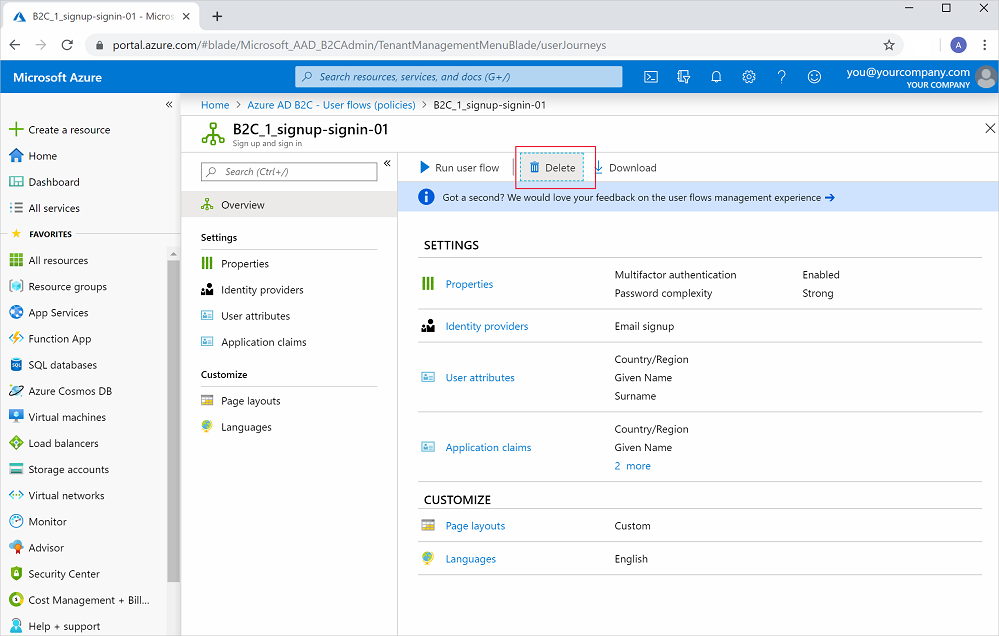 B2C_1_signup-signin-01 - Micros
portal.azure.com/#blade/Microsoft_AAD_B2CAdmin/TenantManagementMenuBlade/userJourneys
A
Microsoft Azure
Search resources, services, and docs (G+/)
you@yourcompany.com
YOUR COMPANY
Create a resource
Home
Dashboard
All services
FAVORITES
All resources
Resource groups
App Services
Function App
SQL databases
Azure Cosmos DB
Virtual machines
Load balancers
Storage accounts
Virtual networks
Monitor
Advisor
Security Center
Cost Management + Bill...
Help + support
Home > Azure AD B2C - User flows (policies) > B2C_1_signup-signin-01
B2C_1_signup-signin-01
Sign up and sign in
Search (Ctrl+/)
Overview
Settings
Properties
Identity providers
User attributes
Application claims
Customize
Page layouts
Languages
Run user flow Delete Download
Got a second? We would love your feedback on the user flows management experience →
SETTINGS
Properties
Multifactor authentication Enabled
Password complexity Strong
Identity providers Email signup
User attributes
Country/Region
Given Name
Surname
Application claims
Country/Region
Given Name
2 more
CUSTOMIZE
Page layouts Custom
Languages English